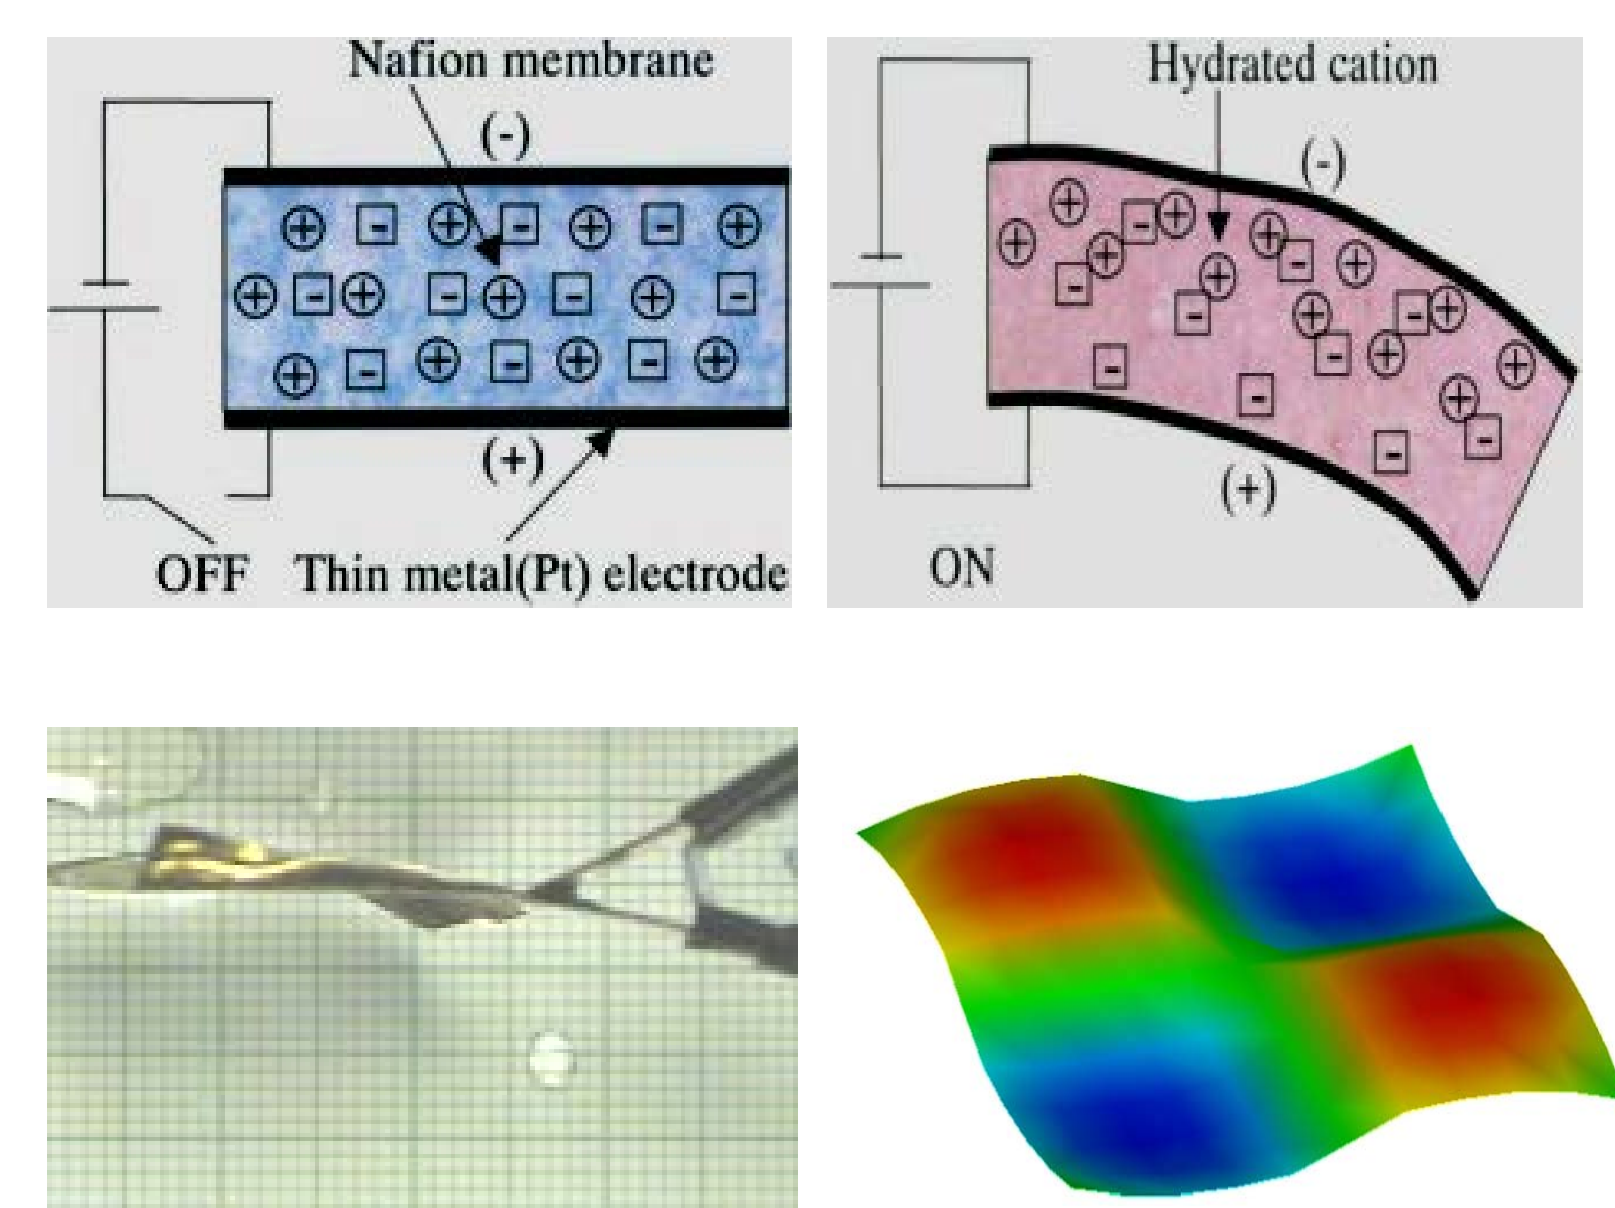 Nafion membrane
(-)
+ - + - + - +
+ - + - + - + -
+ - + - + - +
(+)
OFF
Thin metal(Pt) electrode
Hydrated cation
(-)
+ + - + + - + + - + - + - + - + + - + - - - + -
(+)
ON